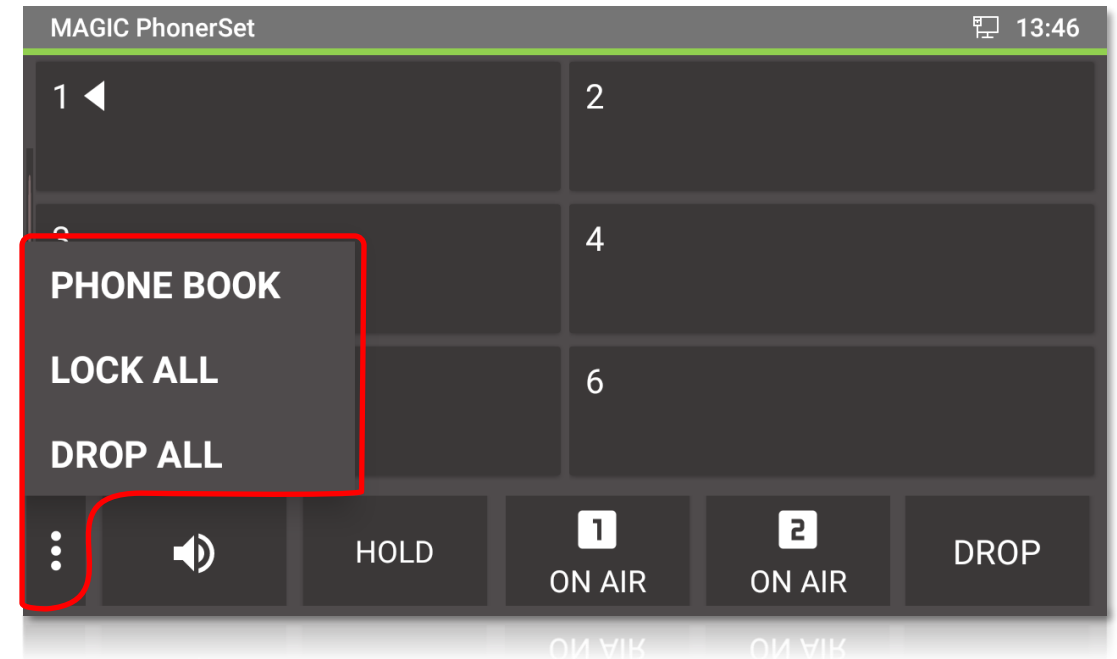 MAGIC PhonerSet 13:46
1 2
4
PHONE BOOK
LOCK ALL
6
DROP ALL
HOLD
1
ON AIR
2
ON AIR
DROP